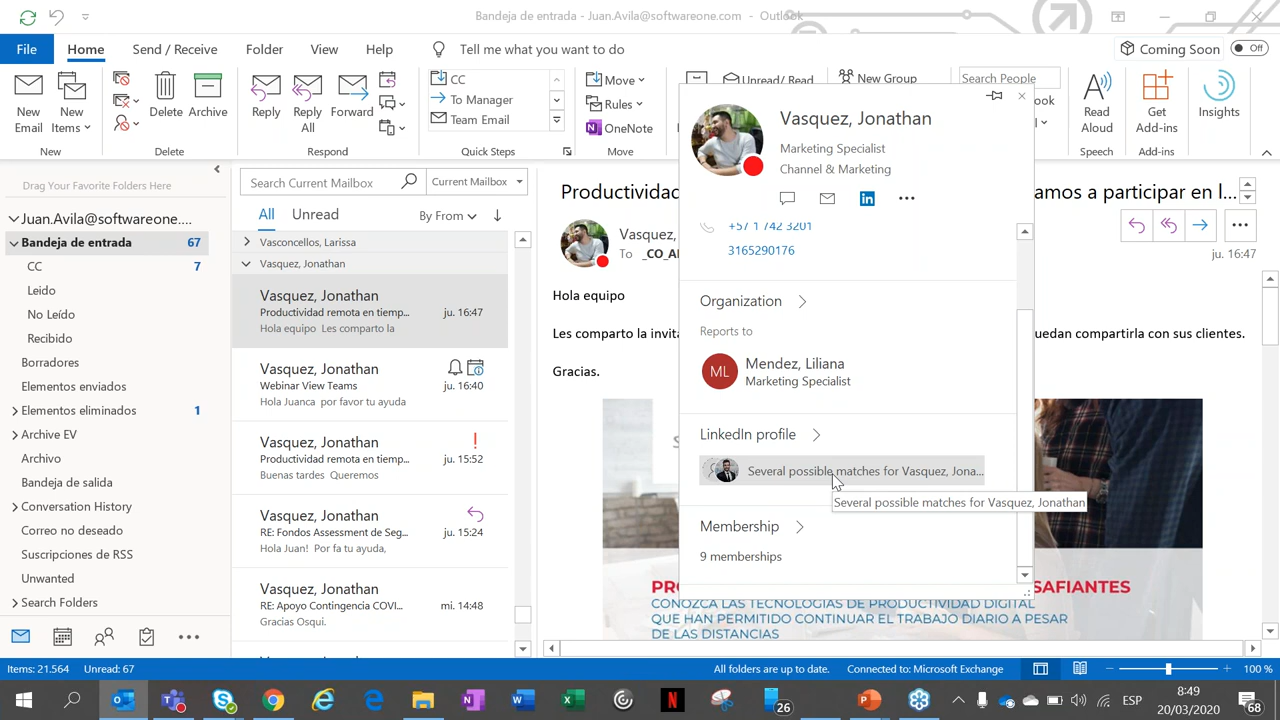 Bandeja de entrada - Juan.Avila@softwareone.com - Outlook
File Home Send / Receive Folder View Help Tell me what you want to do Coming Soon Off
New Email
New Items
Delete
Archive
Reply
Reply All
Forward
CC
To Manager
Team Email
Move
Rules
OneNote
Unread/ Read
New Group
Search People
Read Aloud
Get Add-ins
Insights
New Delete Respond Quick Steps Move Speech Add-ins
Drag Your Favorite Folders Here
Juan.Avila@softwareone....
Bandeja de entrada 67
CC 7
Leido
No Leído
Recibido
Borradores
Elementos enviados
Elementos eliminados 1
Archive EV
Archivo
Bandeja de salida
Conversation History
Correo no deseado
Suscripciones de RSS
Unwanted
Search Folders
Search Current Mailbox Current Mailbox
All Unread By From
Vasconcellos, Larissa
Vasquez, Jonathan
Vasquez, Jonathan
Productividad remota en tiemp... ju. 16:47
Hola equipo Les comparto la
Vasquez, Jonathan
Webinar View Teams ju. 16:40
Hola Juanca por favor tu ayuda
Vasquez, Jonathan
Productividad remota en tiemp... ju. 15:52
Buenas tardes Queremos
Vasquez, Jonathan
RE: Fondos Assessment de Seg... ju. 15:24
Hola Juan! Por fa tu ayuda,
Vasquez, Jonathan
RE: Apoyo Contingencia COVI... mi. 14:48
Gracias Osqui.
Productividad
amos a participar en l...
Vasquez,
To
ju. 16:47
Hola equipo
Les comparto la invita
uedan compartirla con sus clientes.
Gracias.
Vasquez, Jonathan
Marketing Specialist
Channel & Marketing
+57 1 742 3201
3165290176
Organization
Reports to
ML
Mendez, Liliana
Marketing Specialist
LinkedIn profile
Several possible matches for Vasquez, Jona...
Several possible matches for Vasquez, Jonathan
Membership
9 memberships
AFIANTES
CONOZCA LAS TECNOLOGÍAS DE PRODUCTIVIDAD DIGITAL
QUE HAN PERMITIDO CONTINUAR EL TRABAJO DIARIO A PESAR
DE LAS DISTANCIAS
Items: 21.564 Unread: 67 All folders are up to date. Connected to: Microsoft Exchange 100 %
26
ESP
8:49
20/03/2020
68